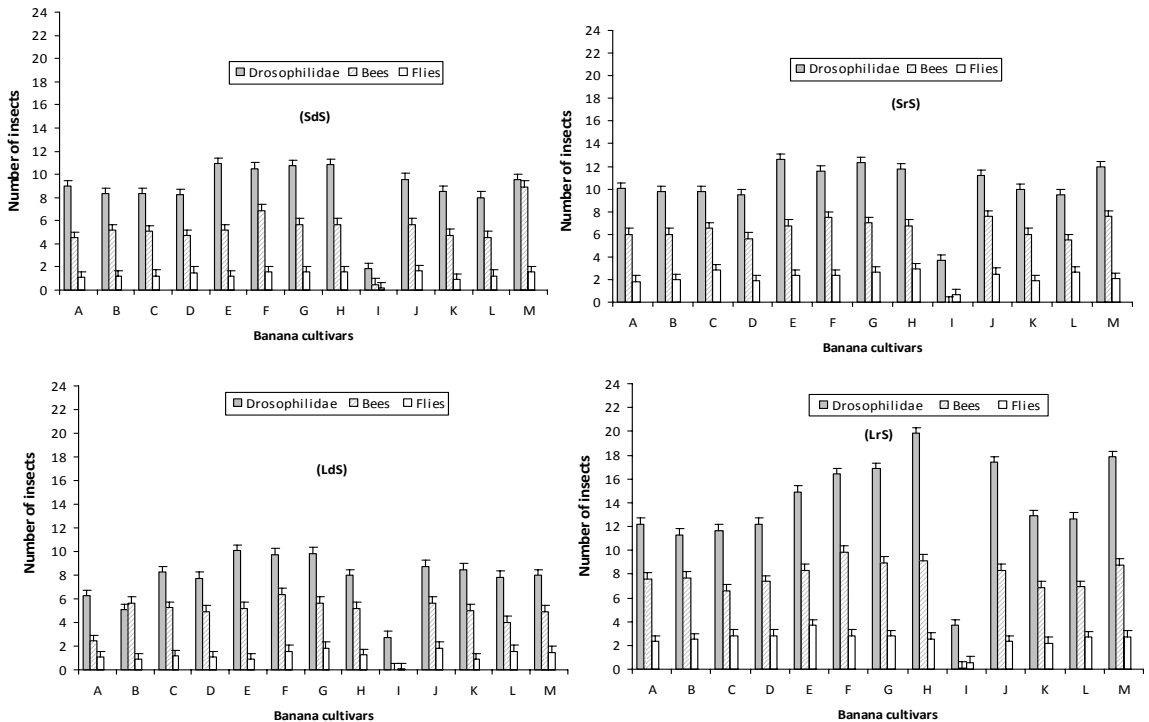 Number of insects
24
22
20
18
16
14
12
10
8
6
4
2
0
Drosophilidae Bees Flies
(SdS)
A B C D E F G H I J K L M
Banana cultivars
Number of insects
24
22
20
18
16
14
12
10
8
6
4
2
0
Drosophilidae Bees Flies
(SrS)
A B C D E F G H I J K L M
Banana cultivars
Number of insects
24
22
20
18
16
14
12
10
8
6
4
2
0
Drosophilidae Bees Flies
(LdS)
A B C D E F G H I J K L M
Banana cultivars
Number of insects
24
22
20
18
16
14
12
10
8
6
4
2
0
Drosophilidae Bees Flies
(LrS)
A B C D E F G H I J K L M
Banana cultivars